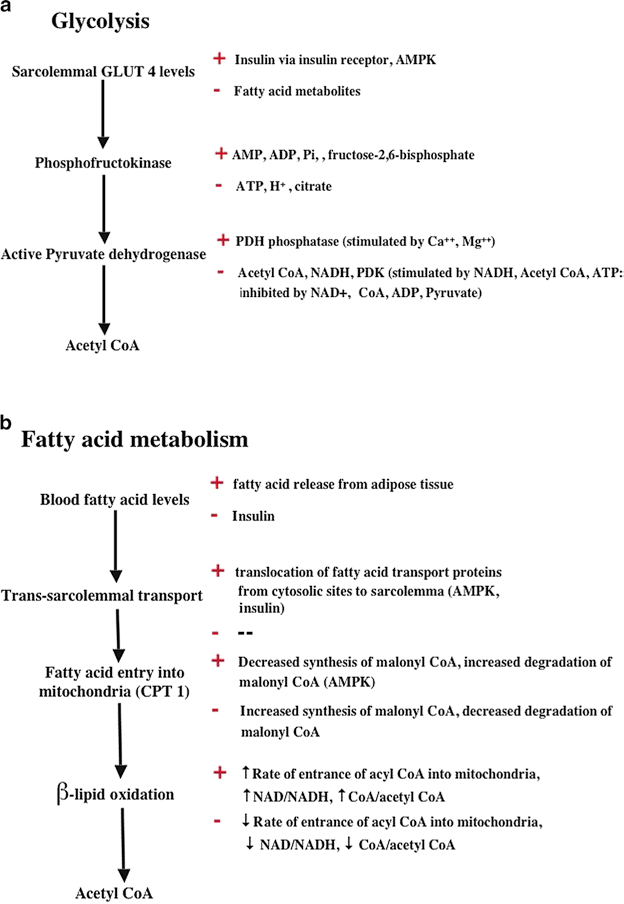 a
Glycolysis
Sarcolemmal GLUT 4 levels
+ Insulin via insulin receptor, AMPK
- Fatty acid metabolites
Phosphofructokinase
+ AMP, ADP, Pi, , fructose-2,6-bisphosphate
- ATP, H⁺ , citrate
Active Pyruvate dehydrogenase
+ PDH phosphatase (stimulated by Ca⁺⁺, Mg⁺⁺)
- Acetyl CoA, NADH, PDK (stimulated by NADH, Acetyl CoA, ATP:
inhibited by NAD+, CoA, ADP, Pyruvate)
Acetyl CoA
b
Fatty acid metabolism
Blood fatty acid levels
+ fatty acid release from adipose tissue
- Insulin
Trans-sarcolemmal transport
+ translocation of fatty acid transport proteins
from cytosolic sites to sarcolemma (AMPK,
insulin)
- --
Fatty acid entry into
mitochondria (CPT 1)
+ Decreased synthesis of malonyl CoA, increased degradation of
malonyl CoA (AMPK)
- Increased synthesis of malonyl CoA, decreased degradation of
malonyl CoA
β-lipid oxidation
+ ↑Rate of entrance of acyl CoA into mitochondria,
↑NAD/NADH, ↑CoA/acetyl CoA
- ↓Rate of entrance of acyl CoA into mitochondria,
↓ NAD/NADH, ↓ CoA/acetyl CoA
Acetyl CoA